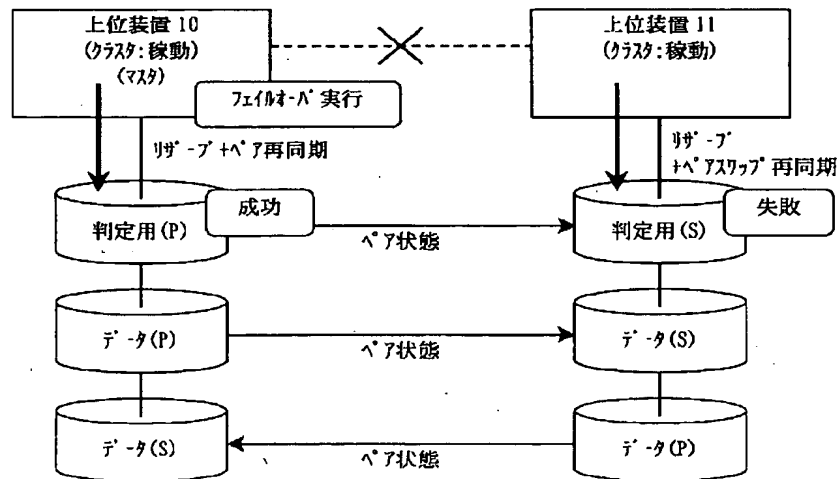 上位装置 10
(クラスタ:稼動)
(マスタ)
フェイルオーバ 実行
上位装置 11
(クラスタ:稼動)
リザーブ+ペア再同期
リザーブ
+ペアスワップ再同期
判定用(P)
成功
ペア状態
判定用(S)
失敗
データ(P)
ペア状態
データ(S)
データ(S)
ペア状態
データ(P)